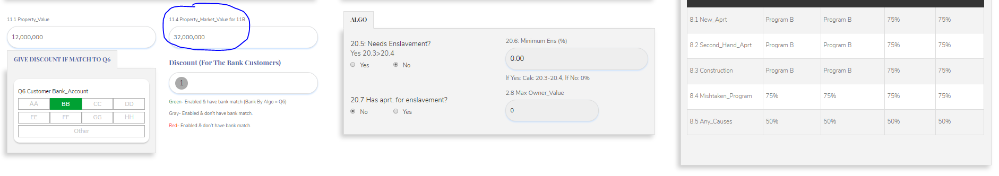 11.1 Property_Value
12,000,000
11.4 Property_Market_Value for 11B
32,000,000
GIVE DISCOUNT IF MATCH TO Q6
Q6 Customer Bank_Account
AA BB CC DD
EE FF GG HH
Other
Discount (For The Bank Customers)
1
Green- Enabled & have bank match (Bank By Algo = Q6)
Gray- Enabled & don't have bank match.
Red- Enabled & don't have bank match.
ALGO
20.5: Needs Enslavement?
Yes 20.3>20.4
Yes No
20.6: Minimum Ens (%)
0.00
If Yes: Calc 20.3-20.4, If No: 0%
20.7 Has aprt. for enslavement?
No Yes
2.8 Max Owner_Value
0
8.1 New_Aprt Program B Program B 75% 75%
8.2 Second_Hand_Aprt Program B Program B 75% 75%
8.3 Construction Program B Program B 75% 75%
8.4 Mishtaken_Program 75% 75% 75% 75%
8.5 Any_Causes 50% 50% 50% 50%